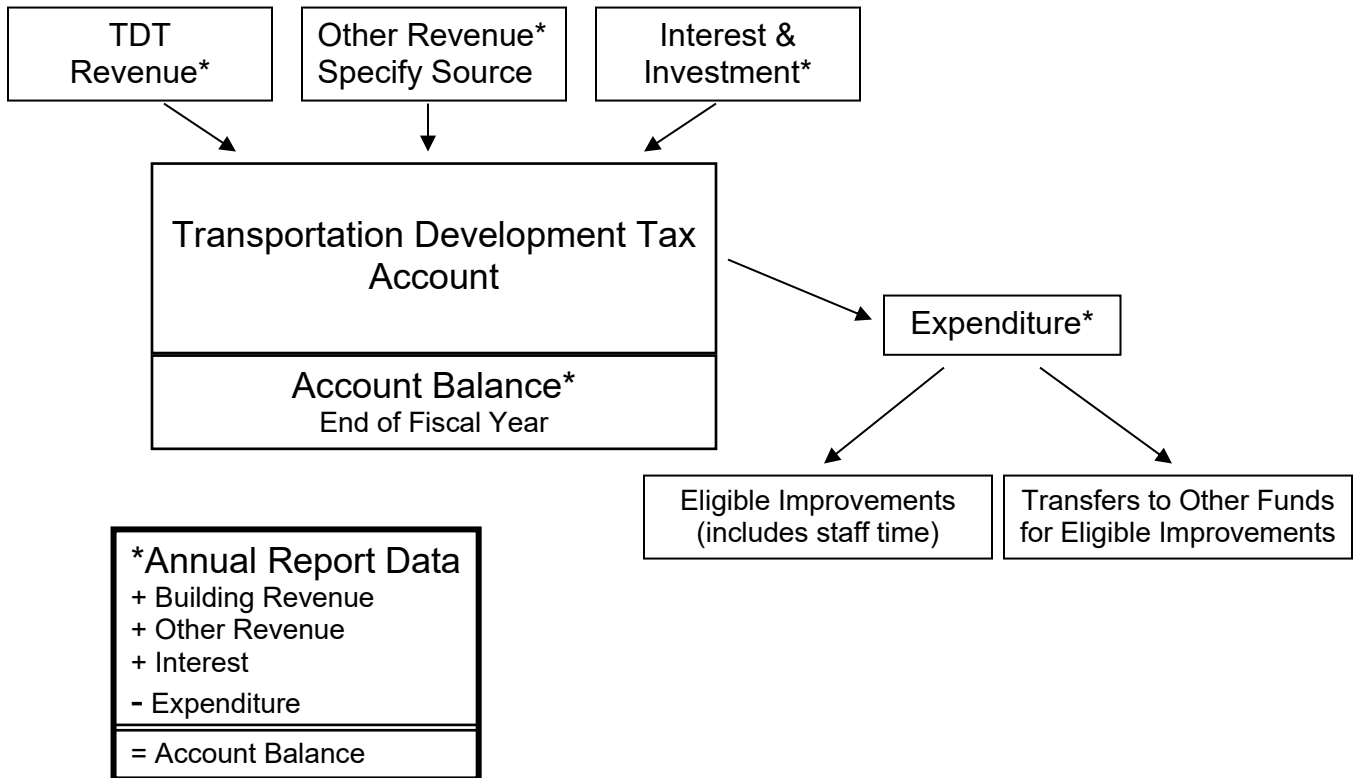 TDT
Revenue*
Other Revenue*
Specify Source
Interest &
Investment*
Transportation Development Tax
Account
Account Balance*
End of Fiscal Year
Expenditure*
Eligible Improvements
(includes staff time)
Transfers to Other Funds
for Eligible Improvements
*Annual Report Data
+ Building Revenue
+ Other Revenue
+ Interest
- Expenditure
= Account Balance